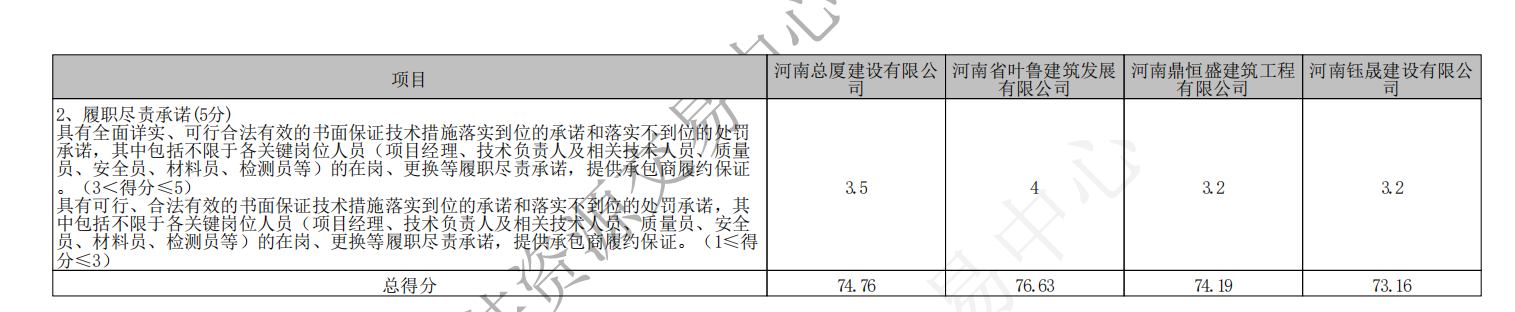 项目
河南总厦建设有限公
司
河南省叶鲁建筑发展
有限公司
河南鼎恒盛建筑工程
有限公司
河南钰晟建设有限公
司
2、履职尽责承诺(5分)
具有全面详实、可行合法有效的书面保证技术措施落实到位的承诺和落实不到位的处罚
承诺，其中包括不限于各关键岗位人员（项目经理、技术负责人及相关技术人员、质量
员、安全员、材料员、检测员等）的在岗、更换等履职尽责承诺，提供承包商履约保证
。（3＜得分≤5）
具有可行、合法有效的书面保证技术措施落实到位的承诺和落实不到位的处罚承诺，其
中包括不限于各关键岗位人员（项目经理、技术负责人及相关技术人员、质量员、安全
员、材料员、检测员等）的在岗、更换等履职尽责承诺，提供承包商履约保证。（1≤得
分≤3）
3.5
4
3.2
3.2
总得分
74.76
76.63
74.19
73.16
资源交易中心
易中心